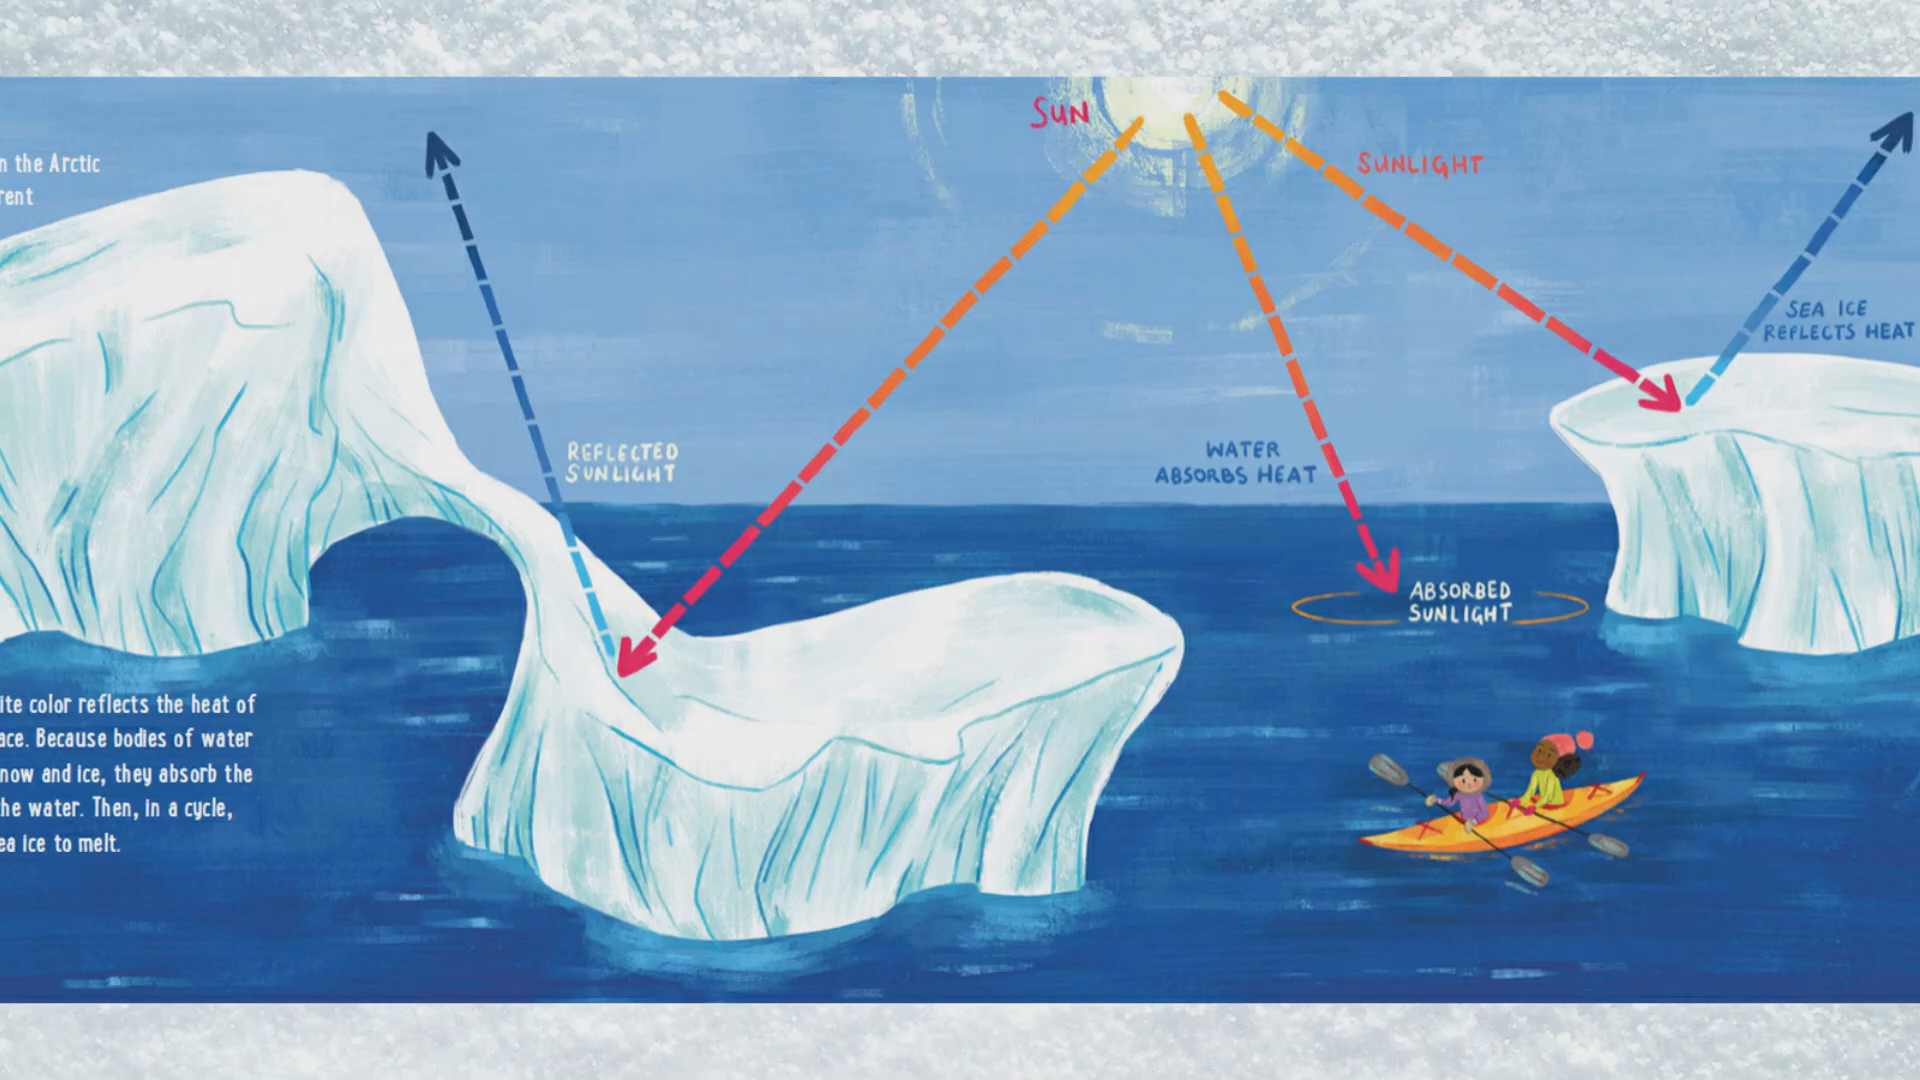 n the Arctic
rent
SUN
SUNLIGHT
SEA ICE
REFLECTS HEAT
REFLECTED
SUNLIGHT
WATER
ABSORBS HEAT
ABSORBED
SUNLIGHT
ite color reflects the heat of
ace. Because bodies of water
now and ice, they absorb the
he water. Then, in a cycle,
ea ice to melt.